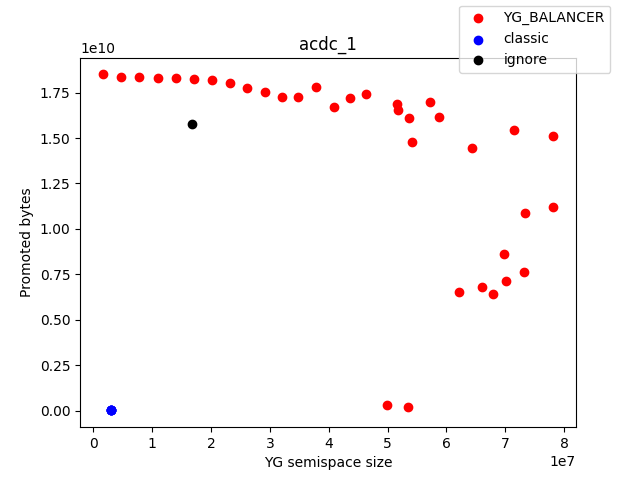 YG_BALANCER
classic
ignore
acdc_1
1e10
1.75
1.50
1.25
1.00
0.75
0.50
0.25
0.00
Promoted bytes
0 1 2 3 4 5 6 7 8
1e7
YG semispace size